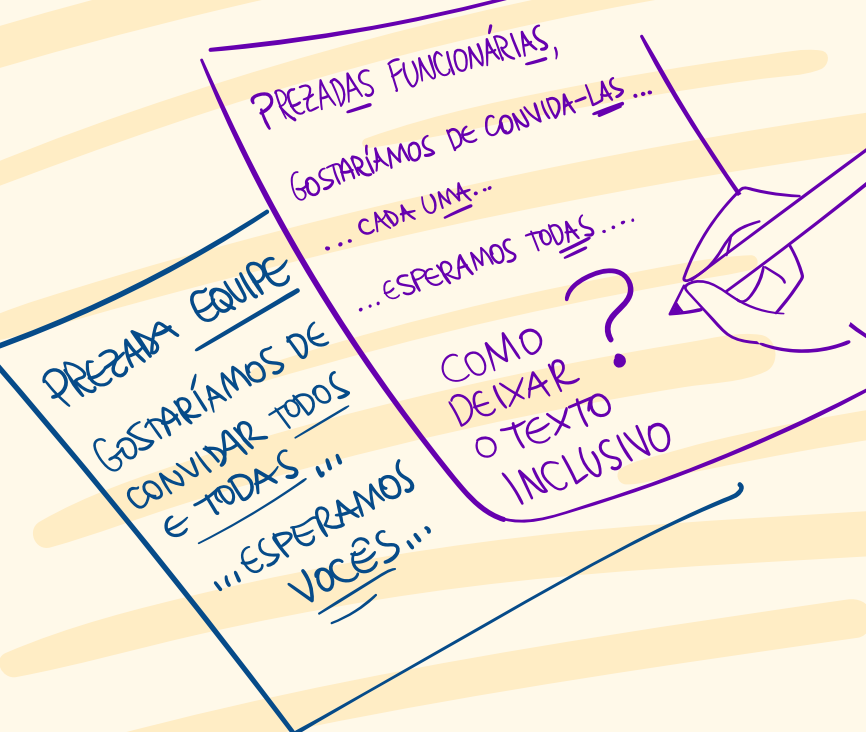 PREZADAS FUNCIONÁRIAS,
GOSTARÍAMOS DE CONVIDA-LAS...
...CADA UMA...
...ESPERAMOS TODAS....
COMO
DEIXAR
O TEXTO
INCLUSIVO
?
PREZADA EQUIPE
GOSTARÍAMOS DE
CONVIDAR TODOS
E TODAS...
...ESPERAMOS
VOCÊS...